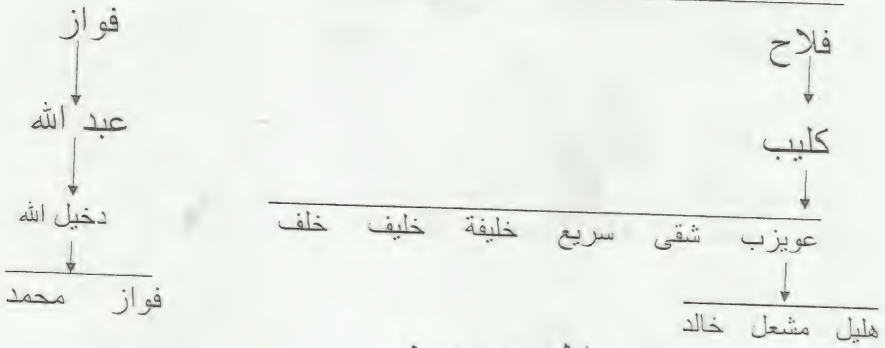 فلاح فواز
كليب عبد الله
عويزب شقى سريع خليفة خليف خلف دخيل الله
هليل مشعل خالد فواز محمد